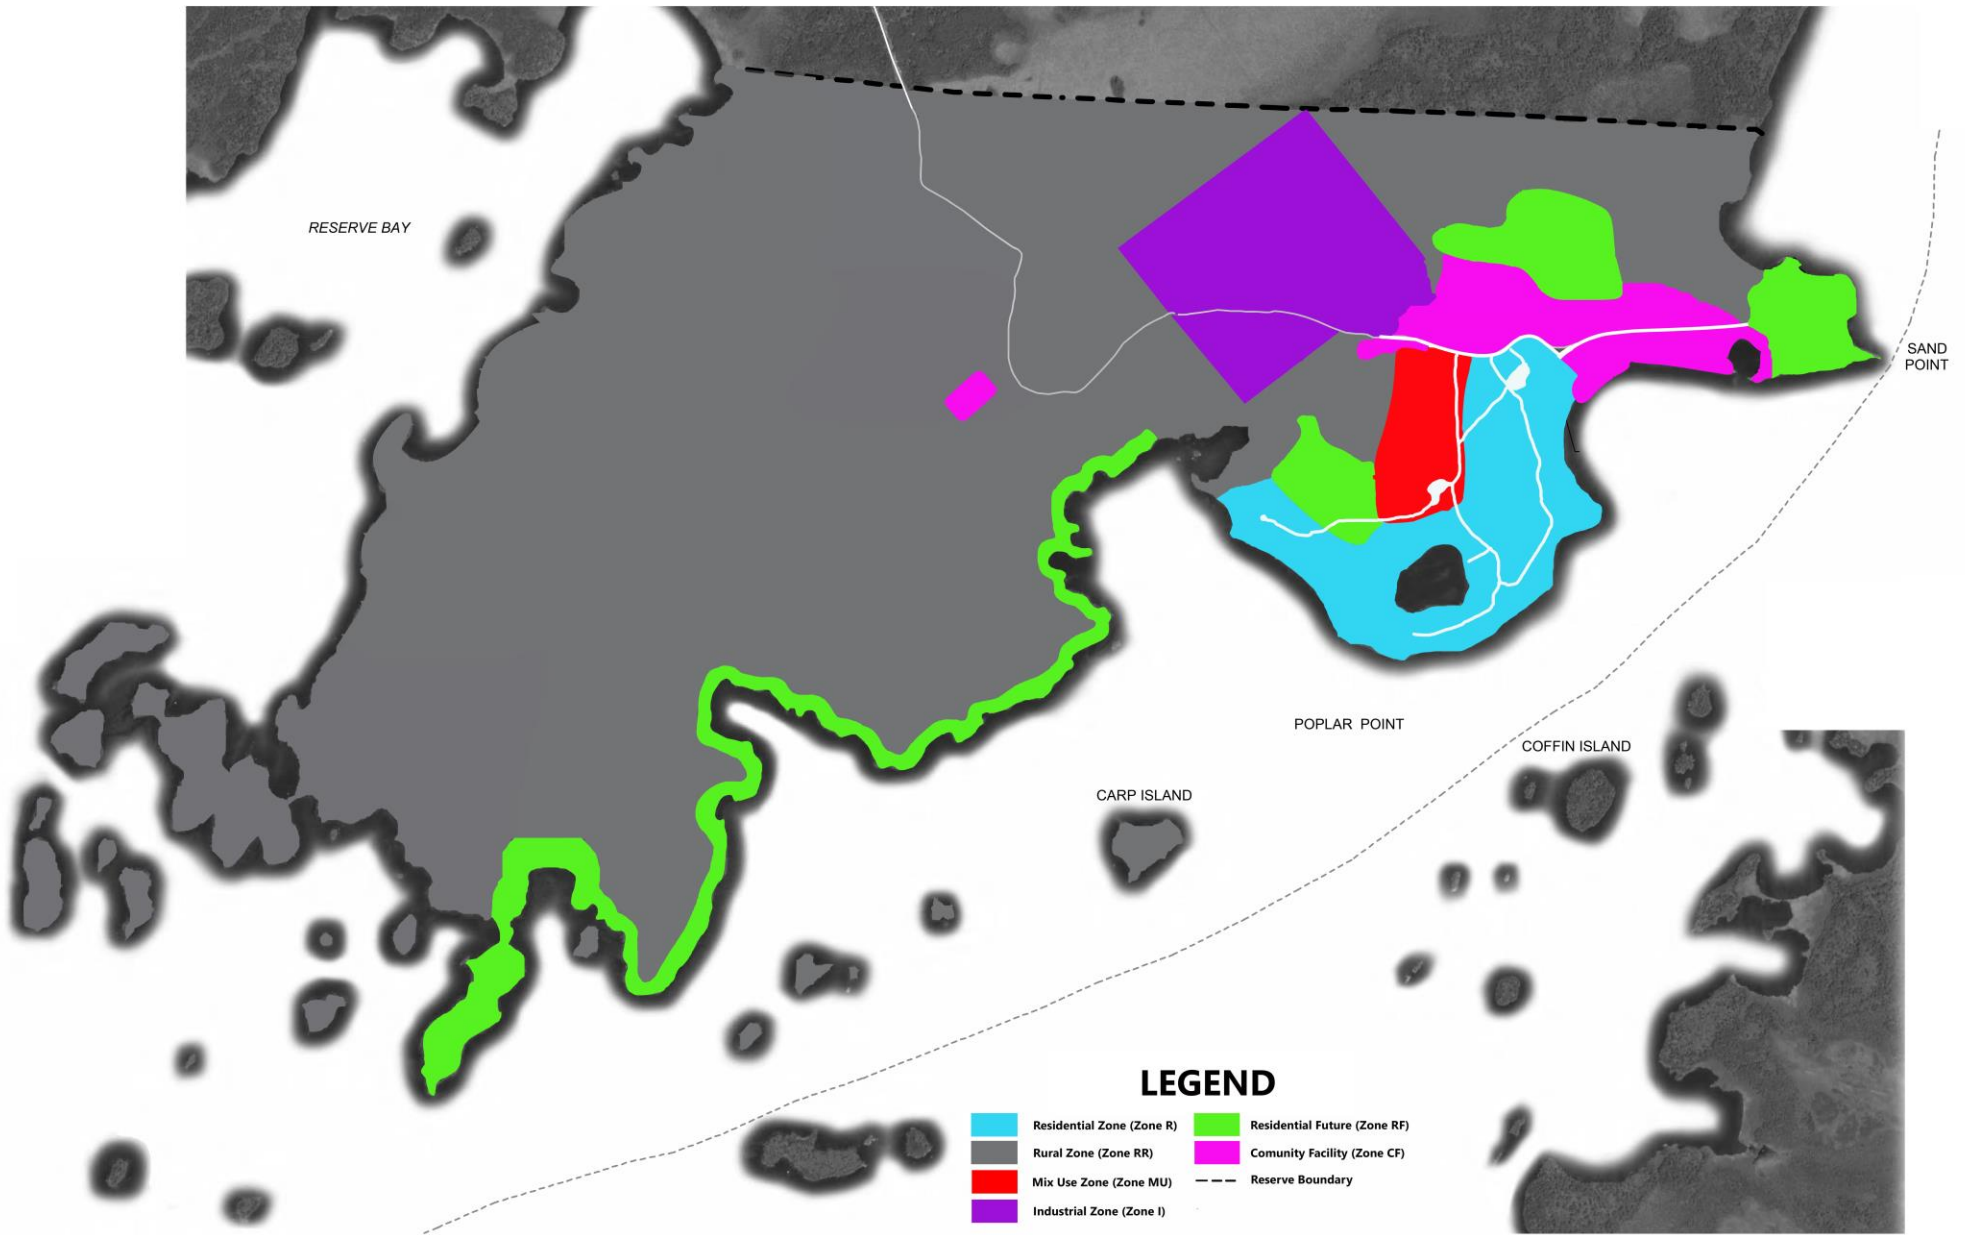 RESERVE BAY
SAND
POINT
POPLAR POINT
COFFIN ISLAND
CARP ISLAND
LEGEND
Residential Zone (Zone R)
Residential Future (Zone RF)
Rural Zone (Zone RR)
Comunity Facility (Zone CF)
Mix Use Zone (Zone MU)
Reserve Boundary
Industrial Zone (Zone I)